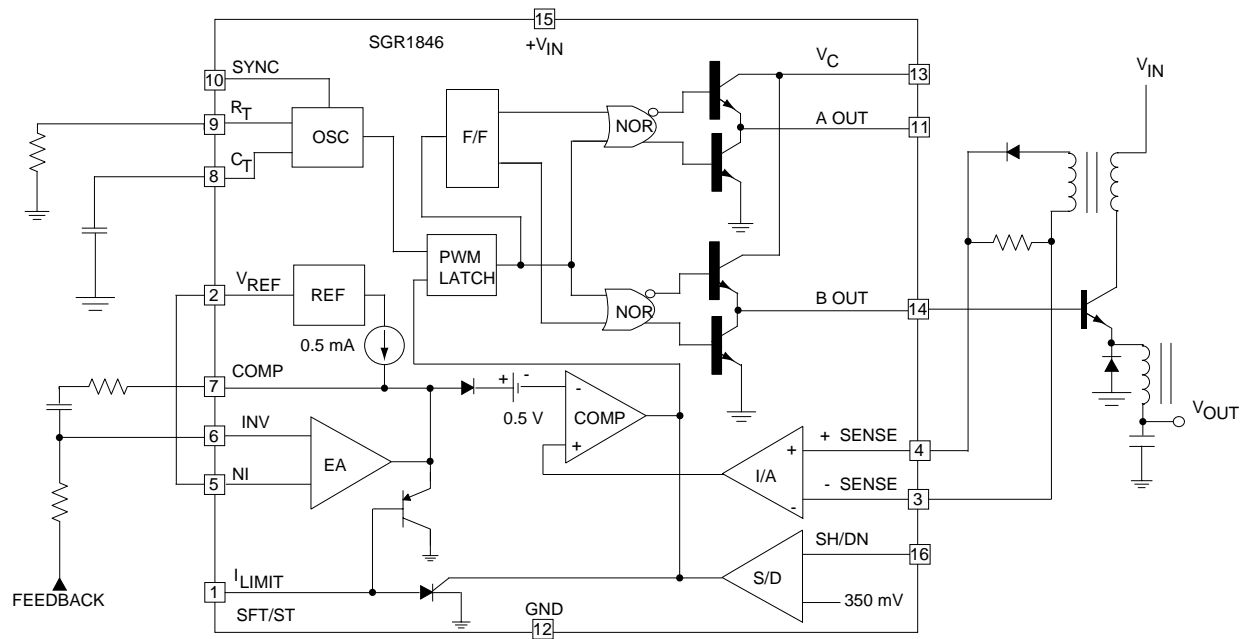 15
SGR1846
+VIN
10
SYNC
VC
13
VIN
9
RT
OSC
F/F
NOR
A OUT
11
8
CT
PWM
LATCH
2
VREF
REF
NOR
B OUT
14
0.5 mA
7
COMP
+
-
-
0.5 V
COMP
+
VOUT
6
INV
EA
+
I/A
-
+ SENSE
4
5
NI
- SENSE
3
SH/DN
16
S/D
350 mV
1
ILIMIT
FEEDBACK
SFT/ST
GND
12